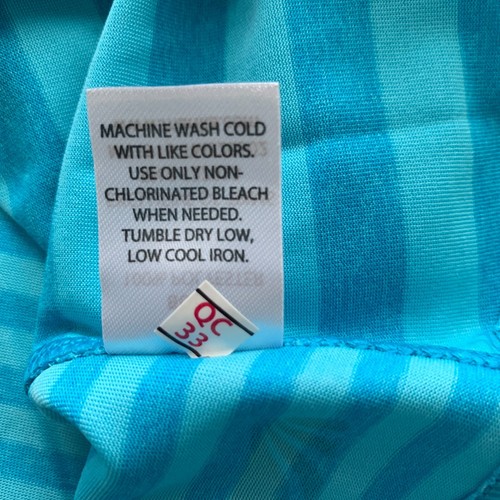 MACHINE WASH COLD
WITH LIKE COLORS.
USE ONLY NON-
CHLORINATED BLEACH
WHEN NEEDED.
TUMBLE DRY LOW,
LOW COOL IRON.
QC
33